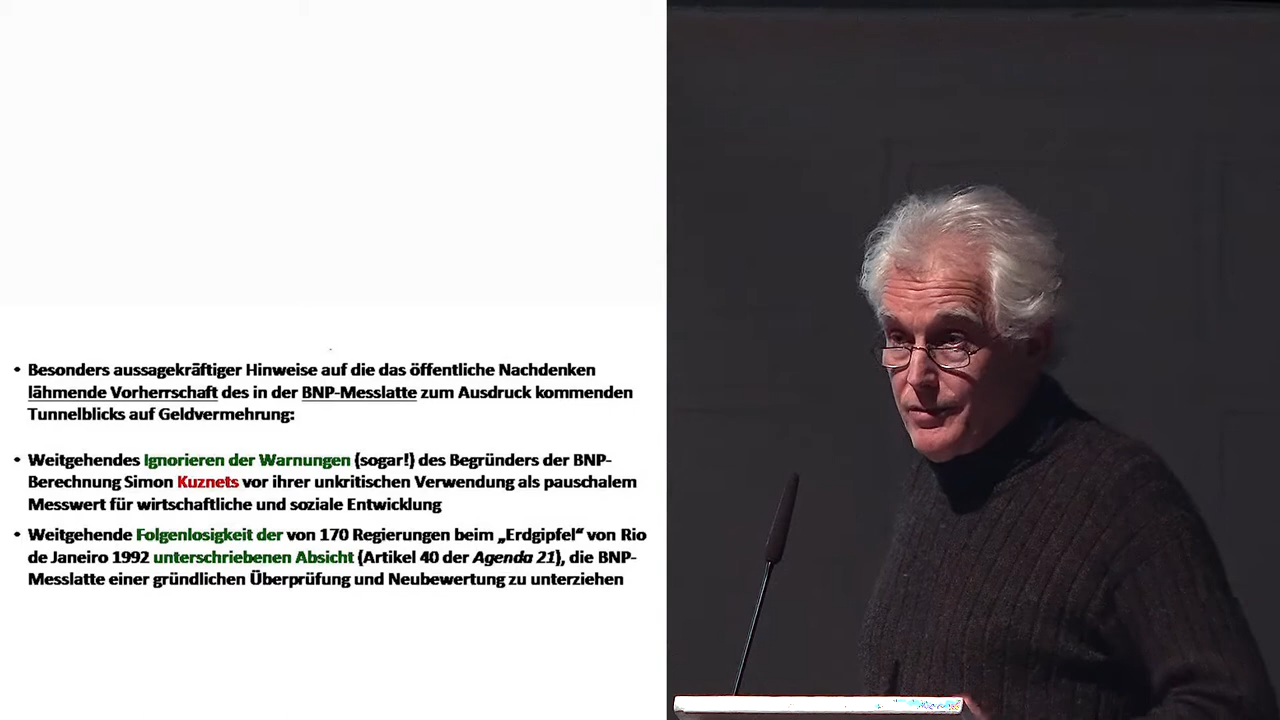 • Besonders aussagekräftiger Hinweise auf die das öffentliche Nachdenken
lähmende Vorherrschaft des in der BNP-Messlatte zum Ausdruck kommenden
Tunnelblicks auf Geldvermehrung:
• Weitgehendes Ignorieren der Warnungen (sogar!) des Begründers der BNP-
Berechnung Simon Kuznets vor ihrer unkritischen Verwendung als pauschalem
Messwert für wirtschaftliche und soziale Entwicklung
• Weitgehende Folgenlosigkeit der von 170 Regierungen beim „Erdgipfel“ von Rio
de Janeiro 1992 unterschriebenen Absicht (Artikel 40 der Agenda 21), die BNP-
Messlatte einer gründlichen Überprüfung und Neubewertung zu unterziehen